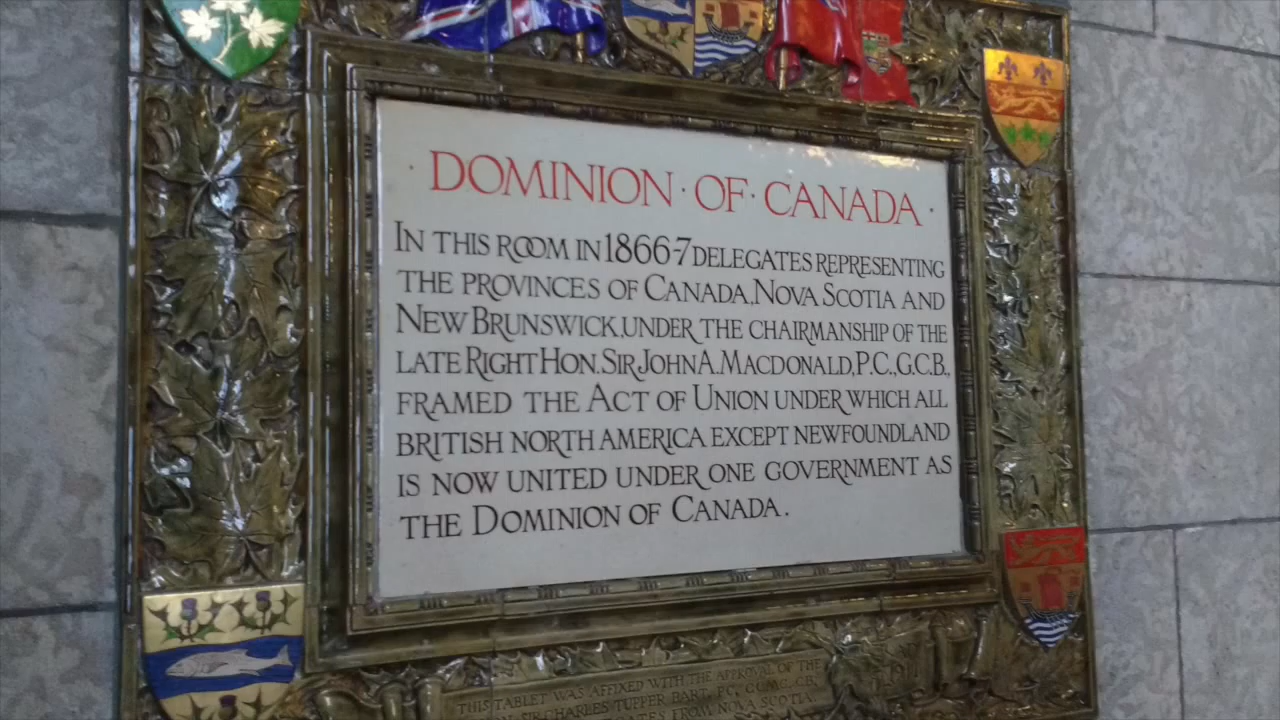 · DOMINION · OF · CANADA ·
IN THIS ROOM IN 1866-7 DELEGATES REPRESENTING
THE PROVINCES OF CANADA, NOVA SCOTIA AND
NEW BRUNSWICK, UNDER THE CHAIRMANSHIP OF THE
LATE RIGHT HON. SIR JOHN A. MACDONALD, P.C., G.C.B.,
FRAMED THE ACT OF UNION UNDER WHICH ALL
BRITISH NORTH AMERICA EXCEPT NEWFOUNDLAND
IS NOW UNITED UNDER ONE GOVERNMENT AS
THE DOMINION OF CANADA.
THIS TABLET WAS AFFIXED WITH THE APPROVAL OF THE
SIR CHARLES TUPPER BART. P.C., G.C.M.G., C.B.
FROM NOVA SCOTIA